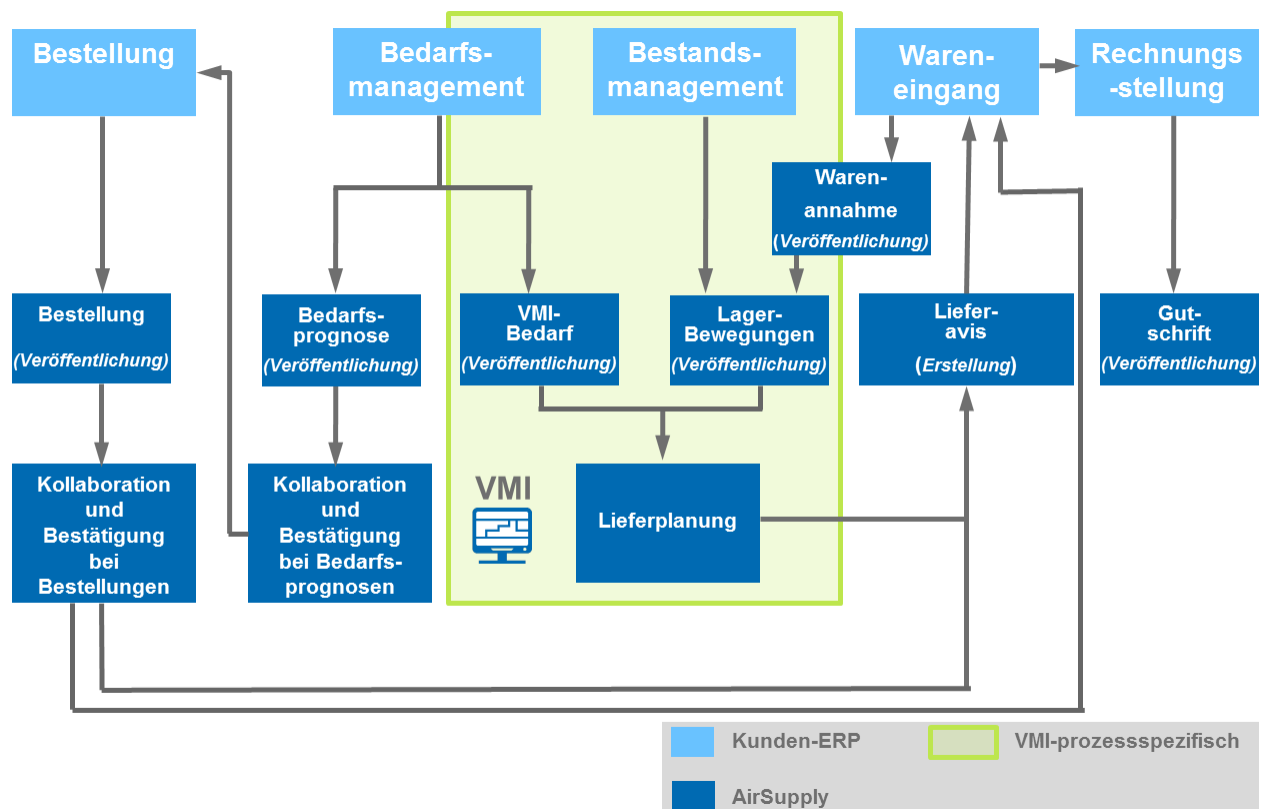 Bestellung
Bedarfs-
management
Bestands-
management
Waren-
eingang
Rechnungs
-stellung
Waren-
annahme
(Veröffentlichung)
Bestellung
(Veröffentlichung)
Bedarfs-
prognose
(Veröffentlichung)
VMI-
Bedarf
(Veröffentlichung)
Lager-
Bewegungen
(Veröffentlichung)
Liefer-
avis
(Erstellung)
Gut-
schrift
(Veröffentlichung)
Kollaboration
und
Bestätigung
bei
Bestellungen
Kollaboration
und
Bestätigung
bei Bedarfs-
prognosen
VMI
Lieferplanung
Kunden-ERP
VMI-prozessspezifisch
AirSupply